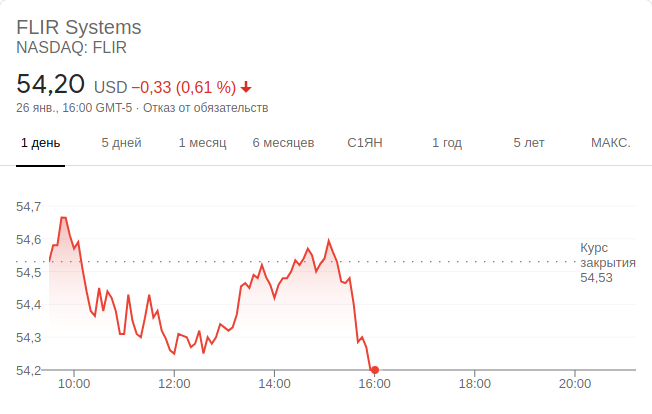 FLIR Systems
NASDAQ: FLIR
54,20 USD −0,33 (0,61 %)
26 янв., 16:00 GMT-5 · Отказ от обязательств
1 день 5 дней 1 месяц 6 месяцев С1ЯН 1 год 5 лет МАКС.
54,7
54,6
Курс
закрытия
54,53
54,5
54,4
54,3
54,2
10:00 12:00 14:00 16:00 18:00 20:00